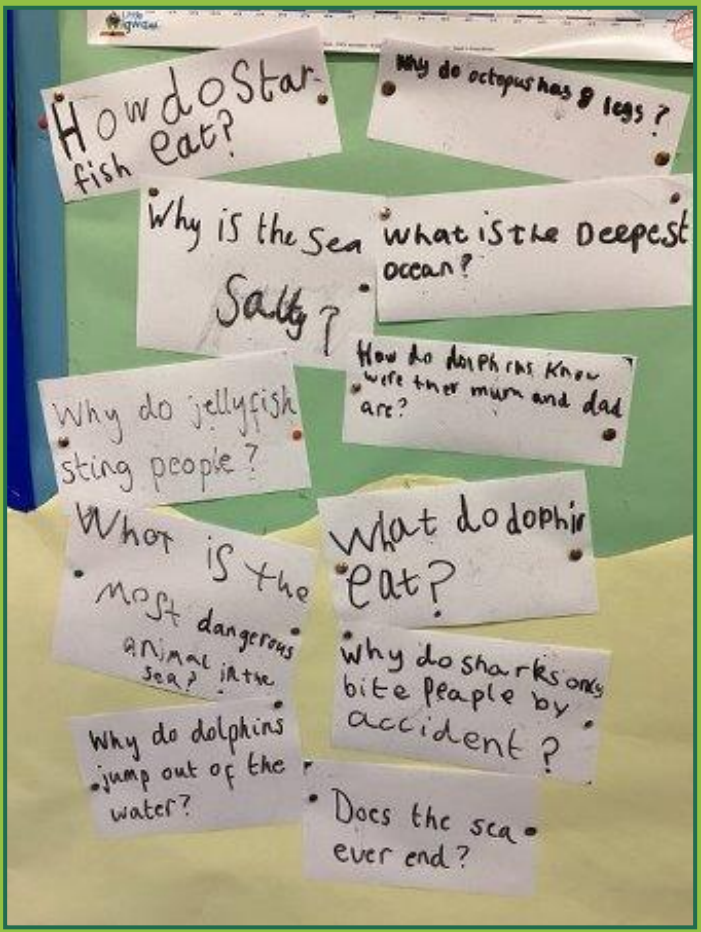 Little
How do Star-
fish eat?
Why do octopus has 8 legs?
Why is the sea
Salty?
What is the Deepest
ocean?
How do dolphins know
were ther mum and dad
are?
Why do jellyfish
sting people?
What is the
most dangerous
animal in the
sea?
What do dophin
eat?
Why do sharks only
bite peaple by
accident?
Why do dolphins
jump out of the
water?
Does the sea
ever end?